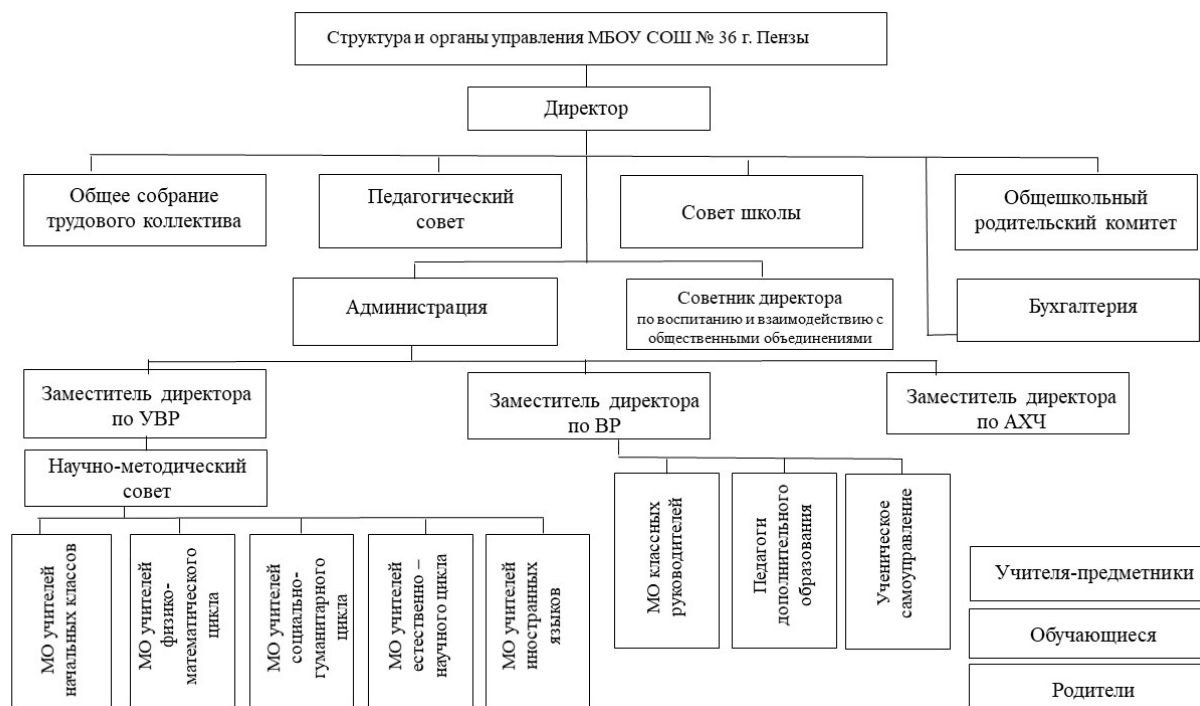 Структура и органы управления МБОУ СОШ № 36 г. Пензы
Директор
Общее собрание
трудового коллектива
Педагогический
совет
Совет школы
Общешкольный
родительский комитет
Администрация
Советник директора
по воспитанию и взаимодействию с
общественными объединениями
Бухгалтерия
Заместитель директора
по УВР
Заместитель директора
по ВР
Заместитель директора
по АХЧ
Научно-методический
совет
МО классных
руководителей
Педагоги
дополнительного
образования
Ученическое
самоуправление
МО учителей
начальных классов
МО учителей
физико-
математического
цикла
МО учителей
социально-
гуманитарного
цикла
МО учителей
естественно –
научного цикла
МО учителей
иностранных
языков
Учителя-предметники
Обучающиеся
Родители